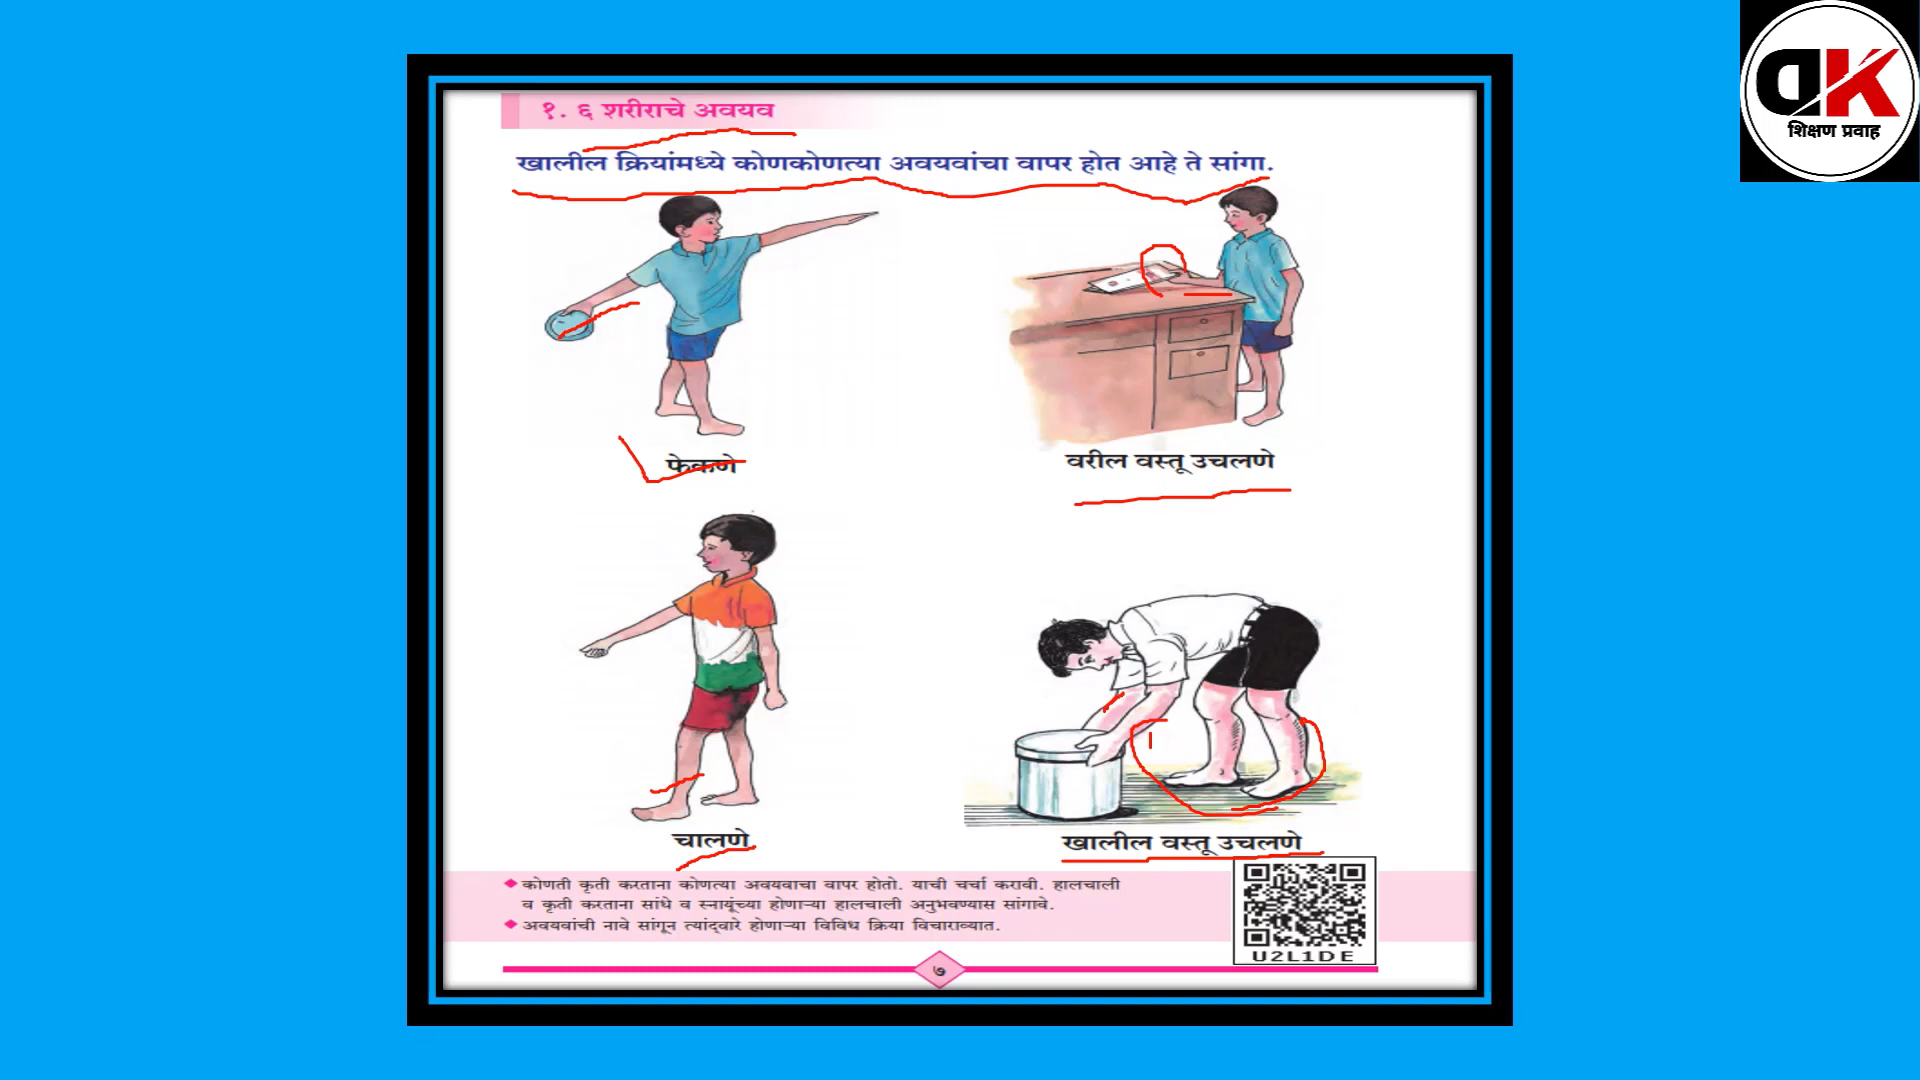 DK
शिक्षण प्रवाह
१. ६ शरीराचे अवयव
खालील क्रियांमध्ये कोणकोणत्या अवयवांचा वापर होत आहे ते सांगा.
फेकणे
वरील वस्तू उचलणे
चालणे
खालील वस्तू उचलणे
◆ कोणती कृती करताना कोणत्या अवयवाचा वापर होतो. याची चर्चा करावी. हालचाली
व कृती करताना सांधे व स्नायूंच्या होणाऱ्या हालचाली अनुभवण्यास सांगावे.
◆ अवयवांची नावे सांगून त्यांद्वारे होणाऱ्या विविध क्रिया विचाराव्यात.
U2L1DE
७